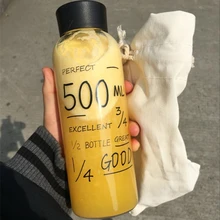 PERFECT
500 ML
EXCELLENT 3/4
1/2 BOTTLE GREAT
1/4 GOOD